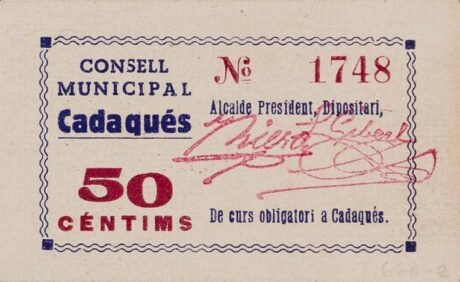 CONSELL
MUNICIPAL
Cadaqués
50
CÉNTIMS
Nº 1748
Alcalde President, Dipositari,
De curs obligatori a Cadaqués.